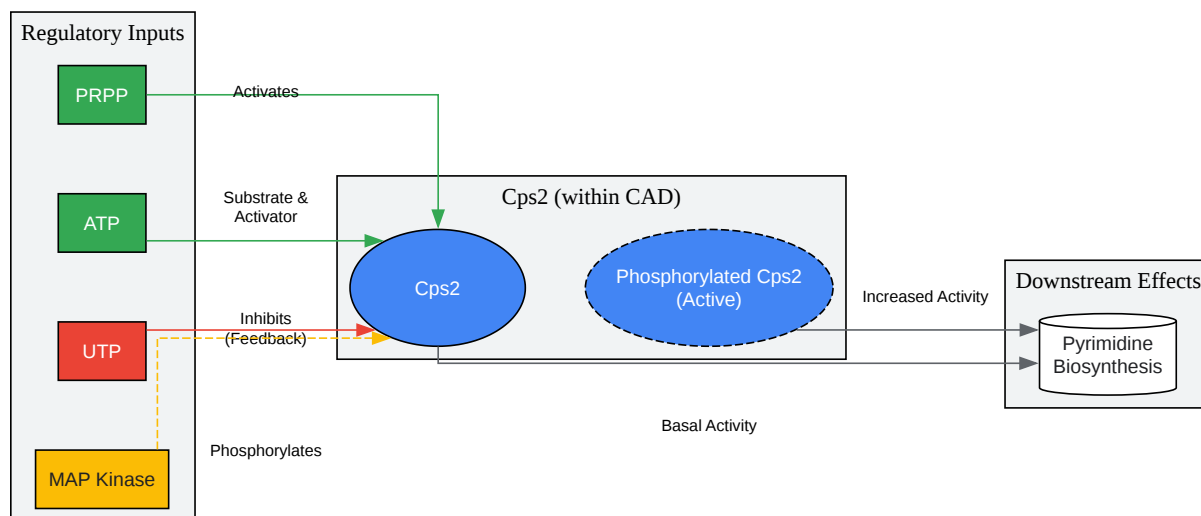 Regulatory Inputs
PRPP
Activates
ATP
Substrate &
Activator
UTP
Inhibits
(Feedback)
MAP Kinase
Phosphorylates
Cps2 (within CAD)
Cps2
Phosphorylated Cps2
(Active)
Increased Activity
Basal Activity
Downstream Effects
Pyrimidine
Biosynthesis